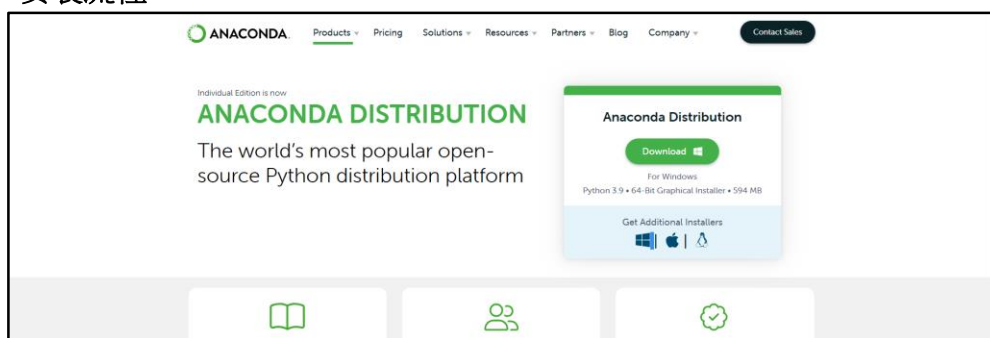 ANACONDA. Products Pricing Solutions Resources Partners Blog Company Contact Sales
Individual Edition is now
ANACONDA DISTRIBUTION
The world's most popular open-
source Python distribution platform
Anaconda Distribution
Download
For Windows
Python 3.9 • 64-Bit Graphical Installer • 594 MB
Get Additional Installers